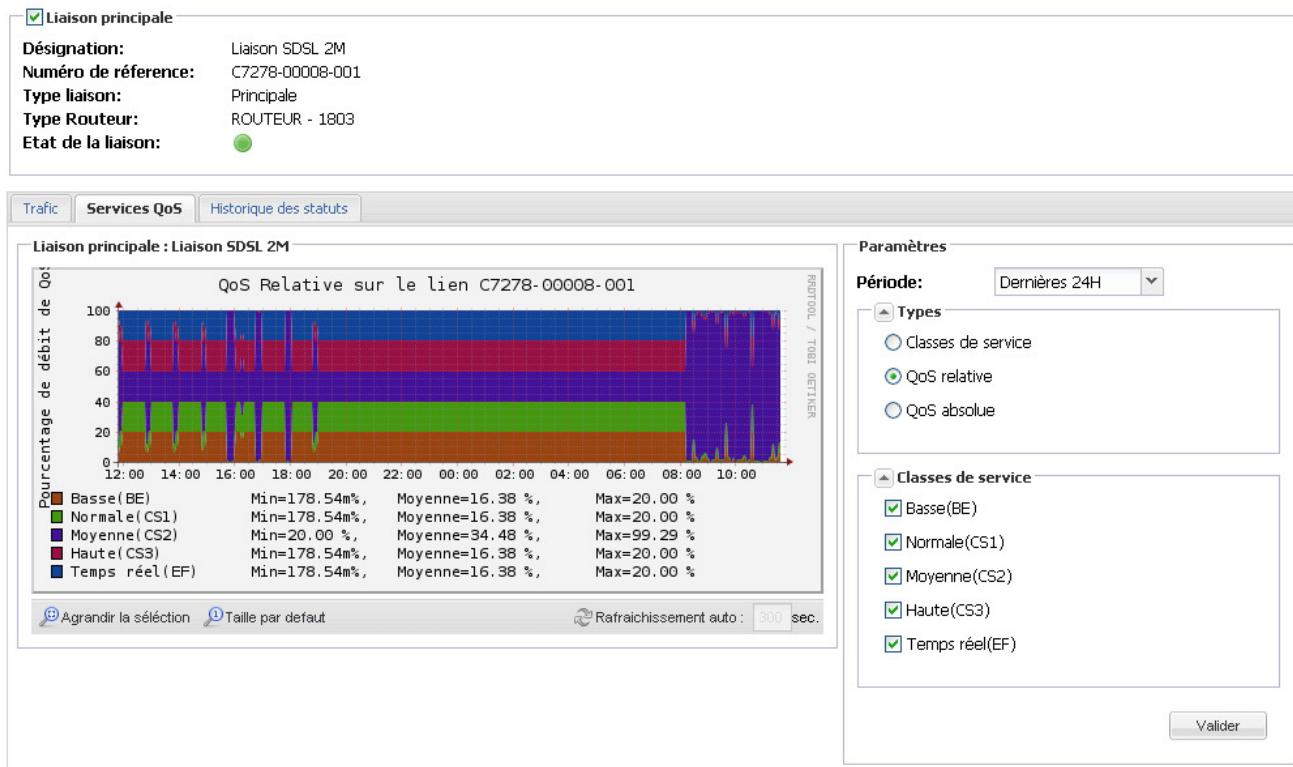 Liaison principale
Désignation: Liaison SDSL 2M
Numéro de réference: C7278-00008-001
Type liaison: Principale
Type Routeur: ROUTEUR - 1803
Etat de la liaison:
Trafic Services QoS Historique des statuts
Liaison principale : Liaison SDSL 2M
QoS Relative sur le lien C7278-00008-001
Pourcentage de débit de QoS
RRDTOOL / TOBI OETIKER
100
80
60
40
20
0
12:00 14:00 16:00 18:00 20:00 22:00 00:00 02:00 04:00 06:00 08:00 10:00
Basse(BE) Min=178.54m%, Moyenne=16.38 %, Max=20.00 %
Normale(CS1) Min=178.54m%, Moyenne=16.38 %, Max=20.00 %
Moyenne(CS2) Min=20.00 %, Moyenne=34.48 %, Max=99.29 %
Haute(CS3) Min=178.54m%, Moyenne=16.38 %, Max=20.00 %
Temps réel(EF) Min=178.54m%, Moyenne=16.38 %, Max=20.00 %
Agrandir la séléction Taille par defaut Rafraichissement auto : 300 sec.
Paramètres
Période: Dernières 24H
Types
Classes de service
QoS relative
QoS absolue
Classes de service
Basse(BE)
Normale(CS1)
Moyenne(CS2)
Haute(CS3)
Temps réel(EF)
Valider